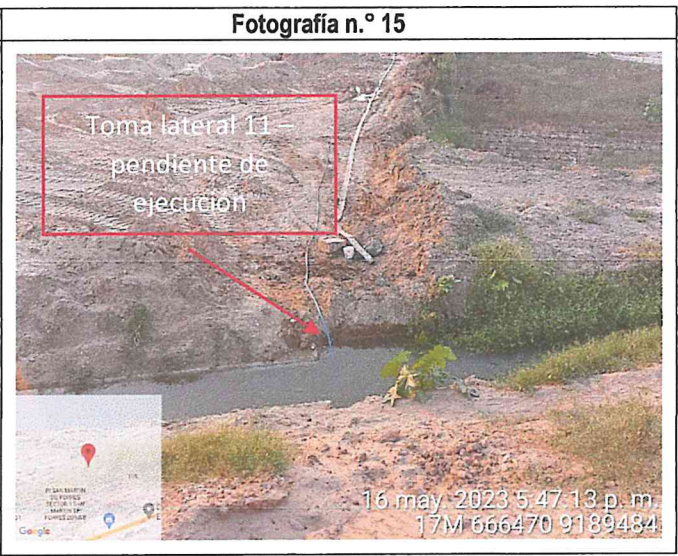 Fotografía n.° 15
Toma lateral 11 –
pendiente de
ejecución
16 may. 2023 5:47:13 p. m.
17M 666470 9189484
Google